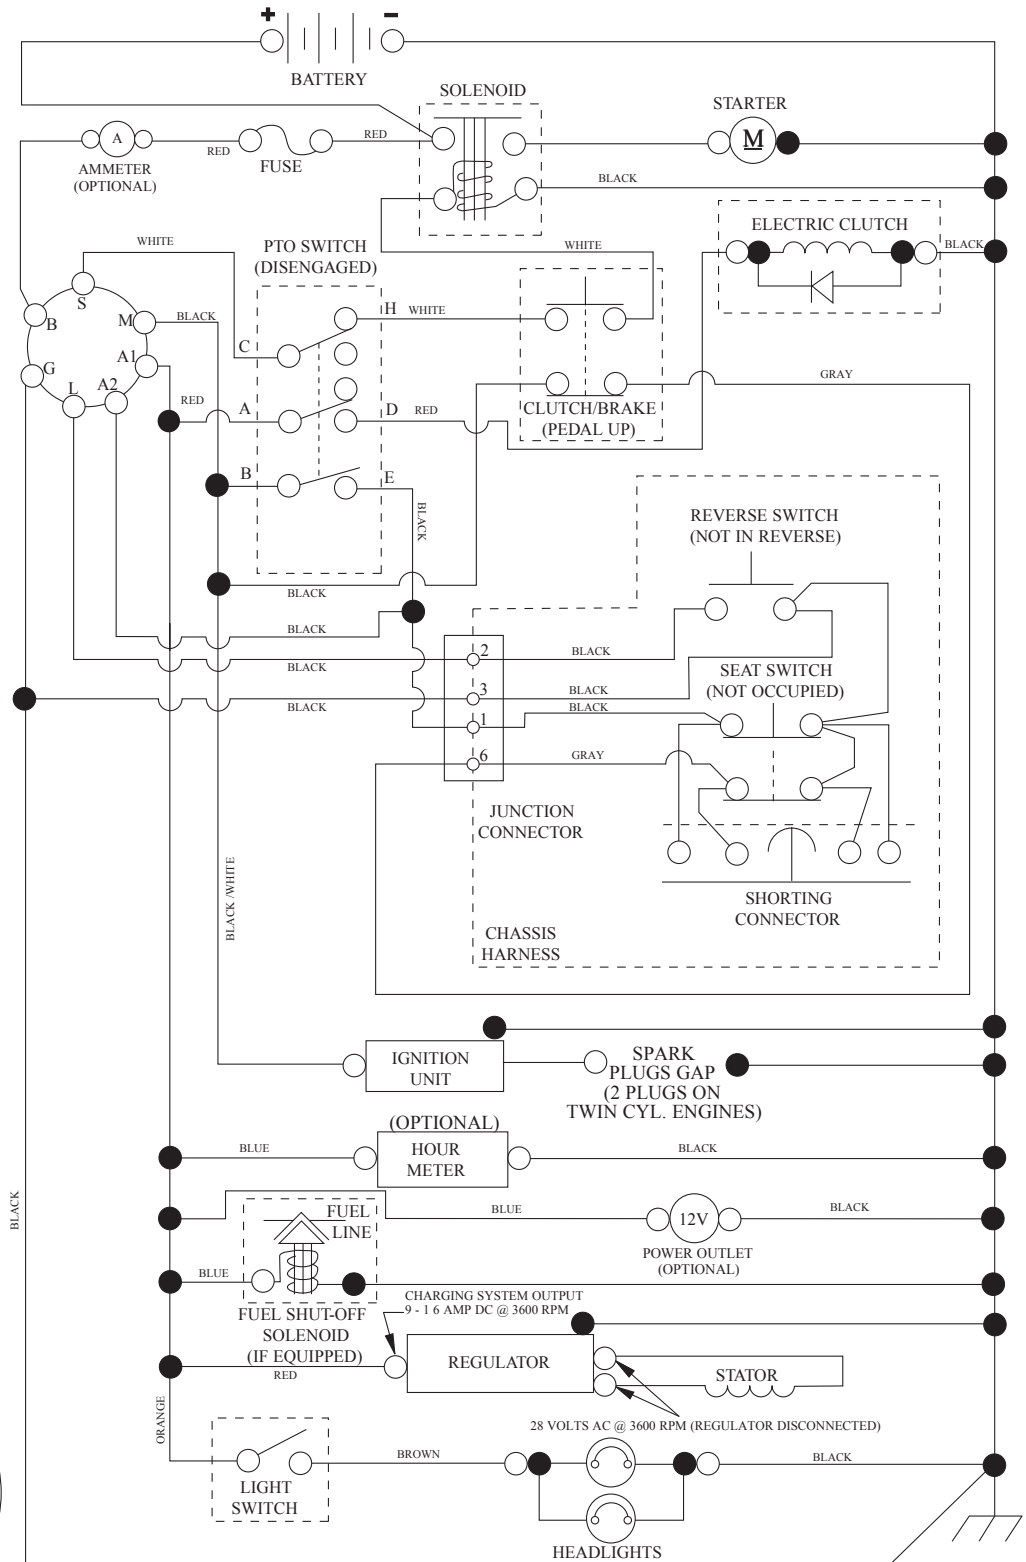 + -
BATTERY
SOLENOID
STARTER
M
A
RED
FUSE
RED
AMMETER
(OPTIONAL)
BLACK
ELECTRIC CLUTCH
BLACK
WHITE
PTO SWITCH
(DISENGAGED)
WHITE
S
B
M
BLACK
H
WHITE
C
A1
G
L
A2
GRAY
RED
A
D
RED
CLUTCH/BRAKE
(PEDAL UP)
B
E
BLACK
REVERSE SWITCH
(NOT IN REVERSE)
BLACK
BLACK
2
BLACK
BLACK
SEAT SWITCH
(NOT OCCUPIED)
3
BLACK
BLACK
BLACK
1
6
GRAY
JUNCTION
CONNECTOR
BLACK /WHITE
SHORTING
CONNECTOR
CHASSIS
HARNESS
IGNITION
UNIT
SPARK
PLUGS GAP
(2 PLUGS ON
TWIN CYL. ENGINES)
(OPTIONAL)
HOUR
METER
BLUE
BLACK
BLACK
FUEL
LINE
BLUE
12V
BLACK
POWER OUTLET
(OPTIONAL)
BLUE
CHARGING SYSTEM OUTPUT
9 - 1 6 AMP DC @ 3600 RPM
FUEL SHUT-OFF
SOLENOID
(IF EQUIPPED)
RED
REGULATOR
STATOR
28 VOLTS AC @ 3600 RPM (REGULATOR DISCONNECTED)
ORANGE
BROWN
BLACK
LIGHT
SWITCH
HEADLIGHTS